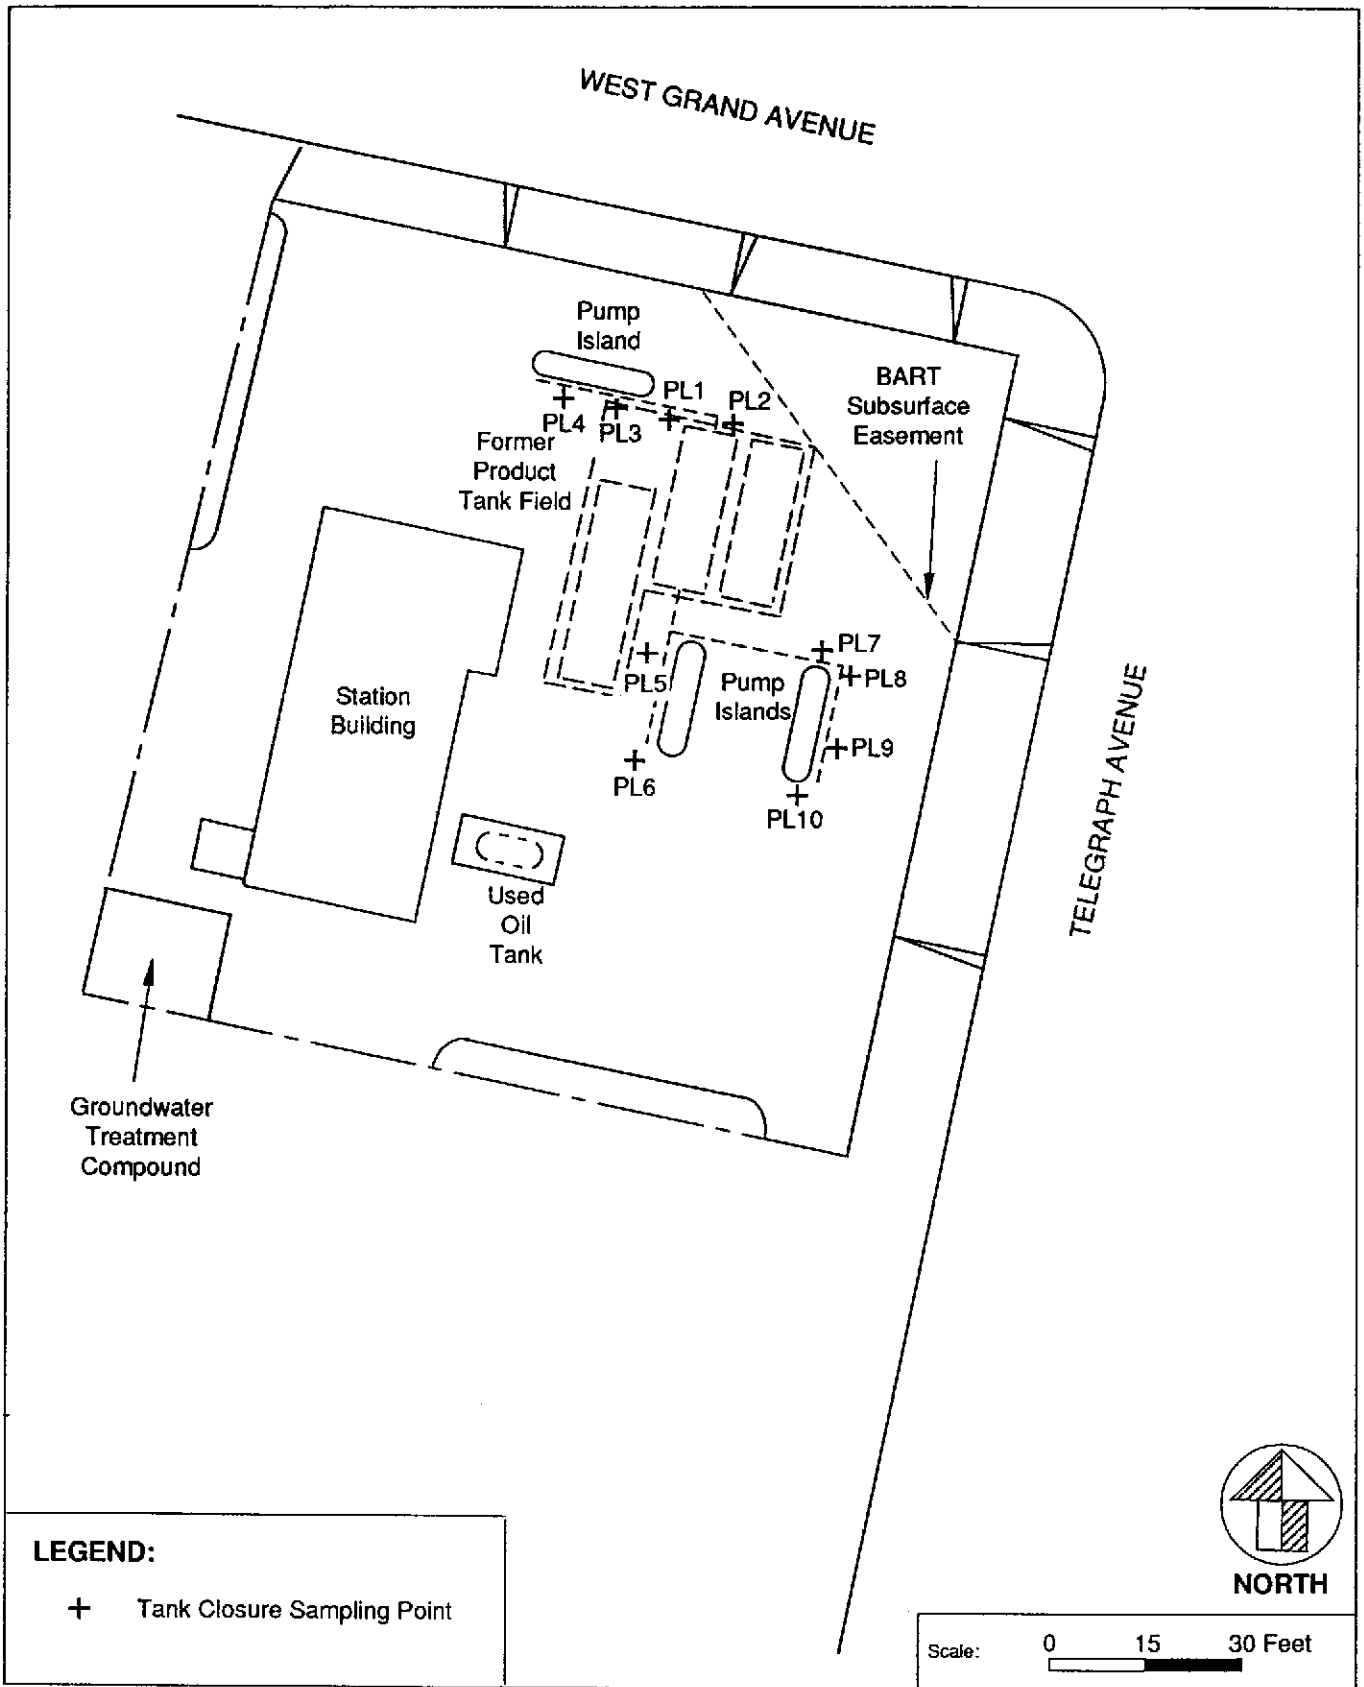 WEST GRAND AVENUE
Pump
Island
PL1
PL2
BART
Subsurface
Easement
PL4
PL3
Former
Product
Tank Field
PL7
PL8
PL5
Pump
Islands
Station
Building
PL9
PL6
PL10
TELEGRAPH AVENUE
Used
Oil
Tank
Groundwater
Treatment
Compound
LEGEND:
+ Tank Closure Sampling Point
NORTH
Scale: 0 15 30 Feet